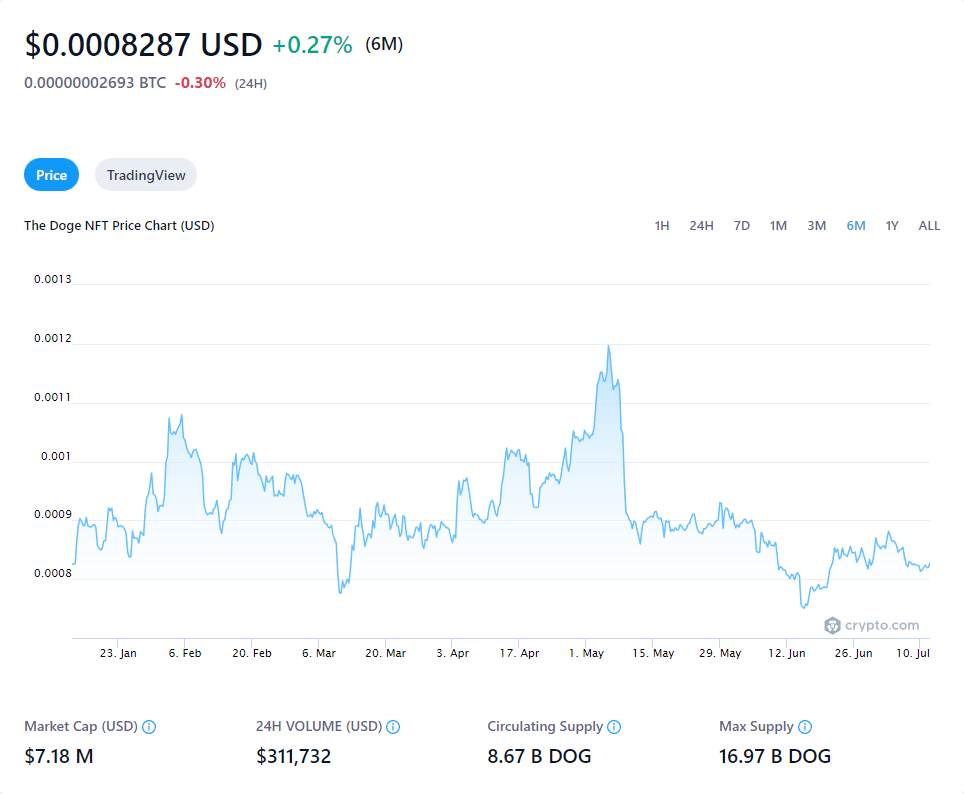 $0.0008287 USD +0.27% (6M)
0.00000002693 BTC -0.30% (24H)
Price TradingView
The Doge NFT Price Chart (USD) 1H 24H 7D 1M 3M 6M 1Y ALL
0.0013
0.0012
0.0011
0.001
0.0009
0.0008
crypto.com
23. Jan 6. Feb 20. Feb 6. Mar 20. Mar 3. Apr 17. Apr 1. May 15. May 29. May 12. Jun 26. Jun 10. Jul
Market Cap (USD) 24H VOLUME (USD) Circulating Supply Max Supply
$7.18 M $311,732 8.67 B DOG 16.97 B DOG